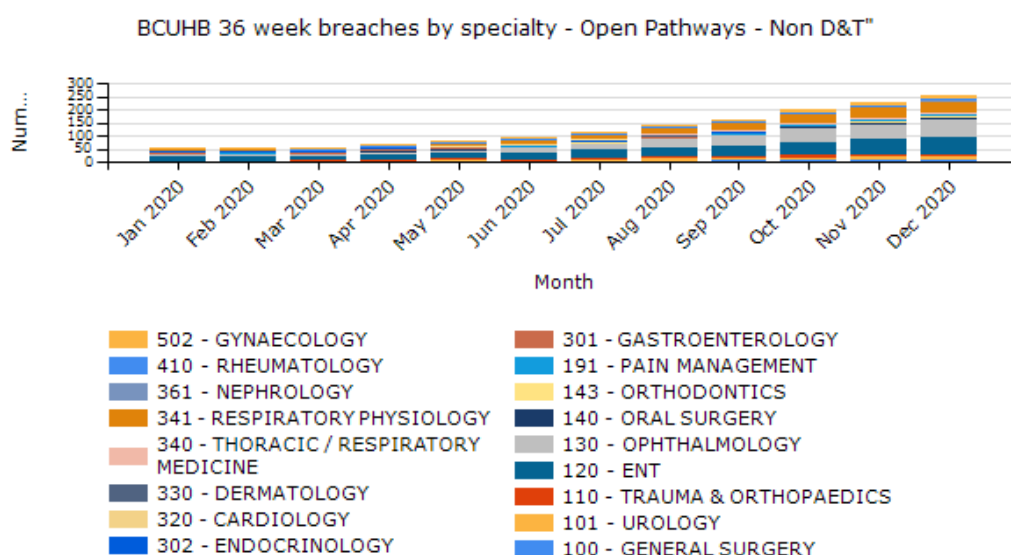 BCUHB 36 week breaches by specialty - Open Pathways - Non D&T"
Num...
300
250
200
150
100
50
0
Jan 2020
Feb 2020
Mar 2020
Apr 2020
May 2020
Jun 2020
Jul 2020
Aug 2020
Sep 2020
Oct 2020
Nov 2020
Dec 2020
Month
502 - GYNAECOLOGY
410 - RHEUMATOLOGY
361 - NEPHROLOGY
341 - RESPIRATORY PHYSIOLOGY
340 - THORACIC / RESPIRATORY
MEDICINE
330 - DERMATOLOGY
320 - CARDIOLOGY
302 - ENDOCRINOLOGY
301 - GASTROENTEROLOGY
191 - PAIN MANAGEMENT
143 - ORTHODONTICS
140 - ORAL SURGERY
130 - OPHTHALMOLOGY
120 - ENT
110 - TRAUMA & ORTHOPAEDICS
101 - UROLOGY
100 - GENERAL SURGERY